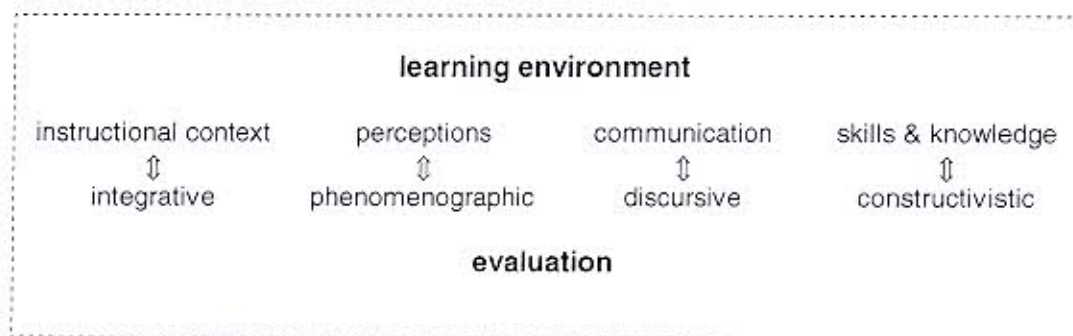 learning environment
instructional context perceptions communication skills & knowledge
⇕ ⇕ ⇕ ⇕
integrative phenomenographic discursive constructivistic
evaluation